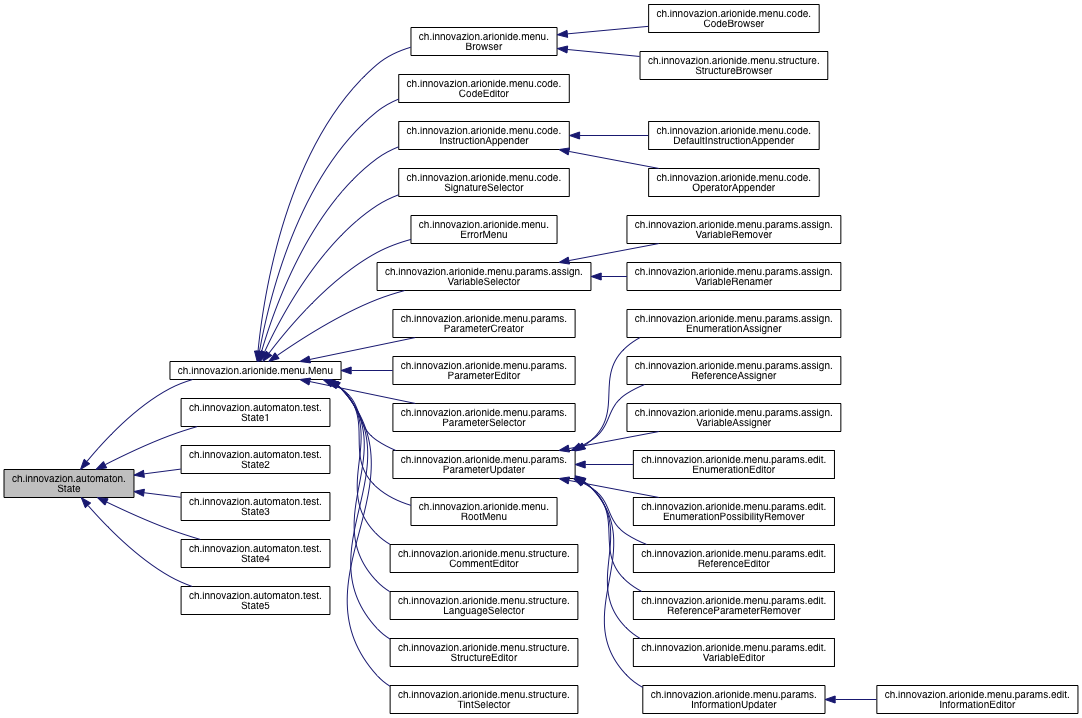 ch.innovazion.automaton.
State
ch.innovazion.arionide.menu.Menu
ch.innovazion.automaton.test.
State1
ch.innovazion.automaton.test.
State2
ch.innovazion.automaton.test.
State3
ch.innovazion.automaton.test.
State4
ch.innovazion.automaton.test.
State5
ch.innovazion.arionide.menu.
Browser
ch.innovazion.arionide.menu.code.
CodeEditor
ch.innovazion.arionide.menu.code.
InstructionAppender
ch.innovazion.arionide.menu.code.
SignatureSelector
ch.innovazion.arionide.menu.
ErrorMenu
ch.innovazion.arionide.menu.params.assign.
VariableSelector
ch.innovazion.arionide.menu.params.
ParameterCreator
ch.innovazion.arionide.menu.params.
ParameterEditor
ch.innovazion.arionide.menu.params.
ParameterSelector
ch.innovazion.arionide.menu.params.
ParameterUpdater
ch.innovazion.arionide.menu.
RootMenu
ch.innovazion.arionide.menu.structure.
CommentEditor
ch.innovazion.arionide.menu.structure.
LanguageSelector
ch.innovazion.arionide.menu.structure.
StructureEditor
ch.innovazion.arionide.menu.structure.
TintSelector
ch.innovazion.arionide.menu.code.
CodeBrowser
ch.innovazion.arionide.menu.structure.
StructureBrowser
ch.innovazion.arionide.menu.code.
DefaultInstructionAppender
ch.innovazion.arionide.menu.code.
OperatorAppender
ch.innovazion.arionide.menu.params.assign.
VariableRemover
ch.innovazion.arionide.menu.params.assign.
VariableRenamer
ch.innovazion.arionide.menu.params.assign.
EnumerationAssigner
ch.innovazion.arionide.menu.params.assign.
ReferenceAssigner
ch.innovazion.arionide.menu.params.assign.
VariableAssigner
ch.innovazion.arionide.menu.params.edit.
EnumerationEditor
ch.innovazion.arionide.menu.params.edit.
EnumerationPossibilityRemover
ch.innovazion.arionide.menu.params.edit.
ReferenceEditor
ch.innovazion.arionide.menu.params.edit.
ReferenceParameterRemover
ch.innovazion.arionide.menu.params.edit.
VariableEditor
ch.innovazion.arionide.menu.params.
InformationUpdater
ch.innovazion.arionide.menu.params.edit.
InformationEditor